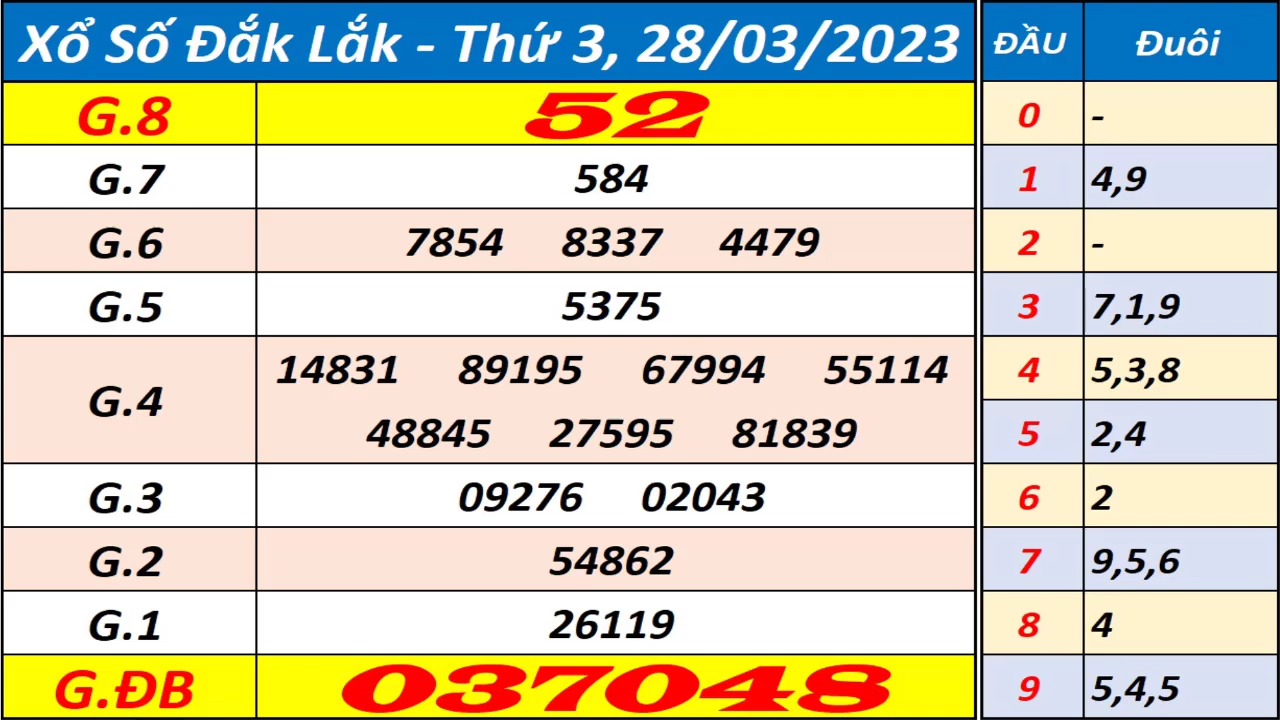 Xổ Số Đắk Lắk - Thứ 3, 28/03/2023
G.8 52
G.7 584
G.6 7854 8337 4479
G.5 5375
G.4 14831 89195 67994 55114
48845 27595 81839
G.3 09276 02043
G.2 54862
G.1 26119
G.ĐB 037048
ĐẦU Đuôi
0 -
1 4,9
2 -
3 7,1,9
4 5,3,8
5 2,4
6 2
7 9,5,6
8 4
9 5,4,5